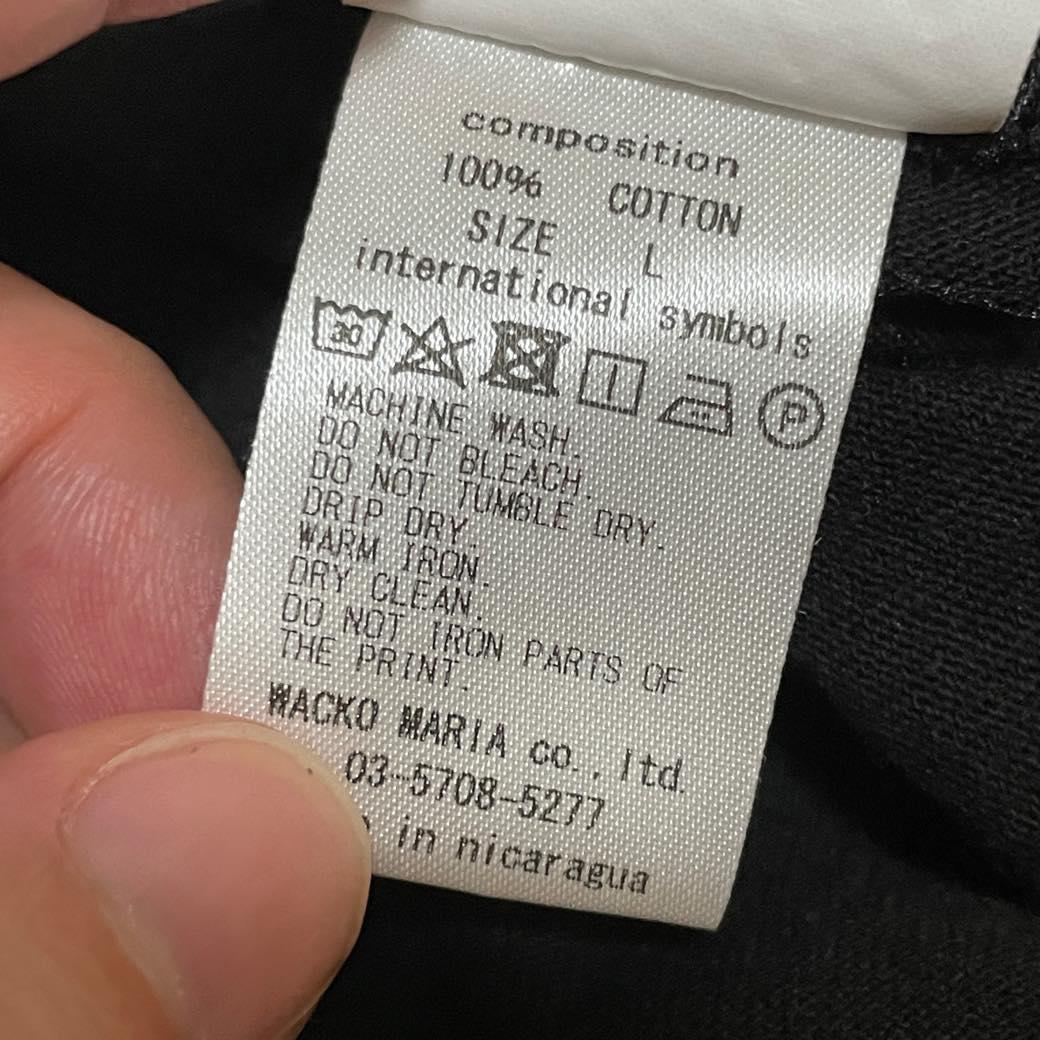 composition
100% COTTON
SIZE L
international symbols
30 P
MACHINE WASH.
DO NOT BLEACH.
DO NOT TUMBLE DRY.
DRIP DRY.
WARM IRON.
DRY CLEAN.
DO NOT IRON PARTS OF
THE PRINT.
WACKO MARIA co., ltd.
03-5708-5277
in nicaragua